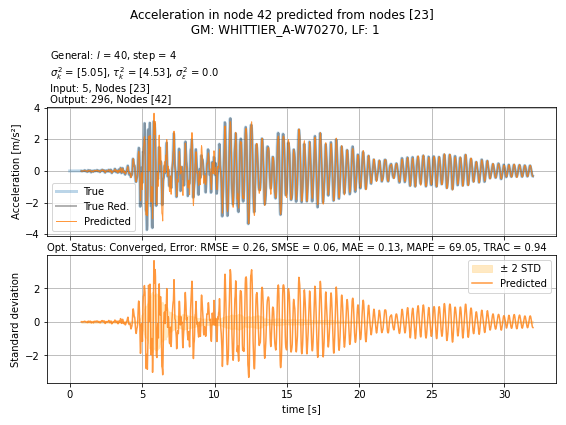 Acceleration in node 42 predicted from nodes [23]
GM: WHITTIER_A-W70270, LF: 1
General: l = 40, step = 4
σ²ₖ = [5.05], τ²ₖ = [4.53], σ²ε = 0.0
Input: 5, Nodes [23]
Output: 296, Nodes [42]
Acceleration [m/s²]
4
2
0
−2
−4
True
True Red.
Predicted
Opt. Status: Converged, Error: RMSE = 0.26, SMSE = 0.06, MAE = 0.13, MAPE = 69.05, TRAC = 0.94
Standard deviation
2
0
−2
± 2 STD
Predicted
0 5 10 15 20 25 30
time [s]